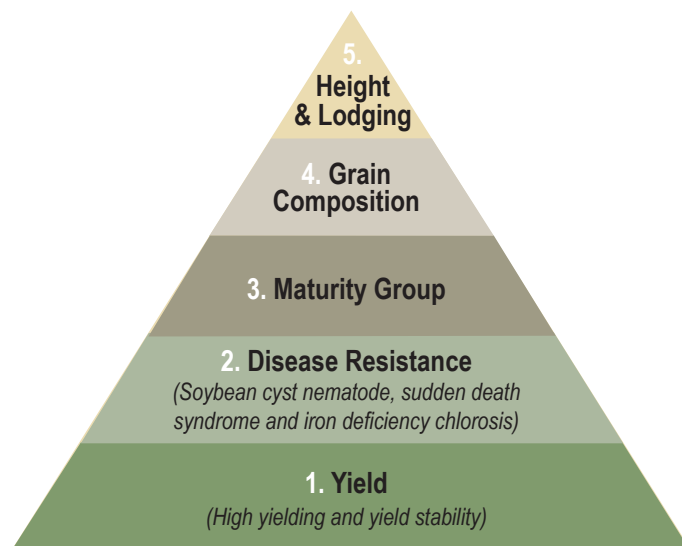 5.
Height
& Lodging
4. Grain
Composition
3. Maturity Group
2. Disease Resistance
(Soybean cyst nematode, sudden death
syndrome and iron deficiency chlorosis)
1. Yield
(High yielding and yield stability)